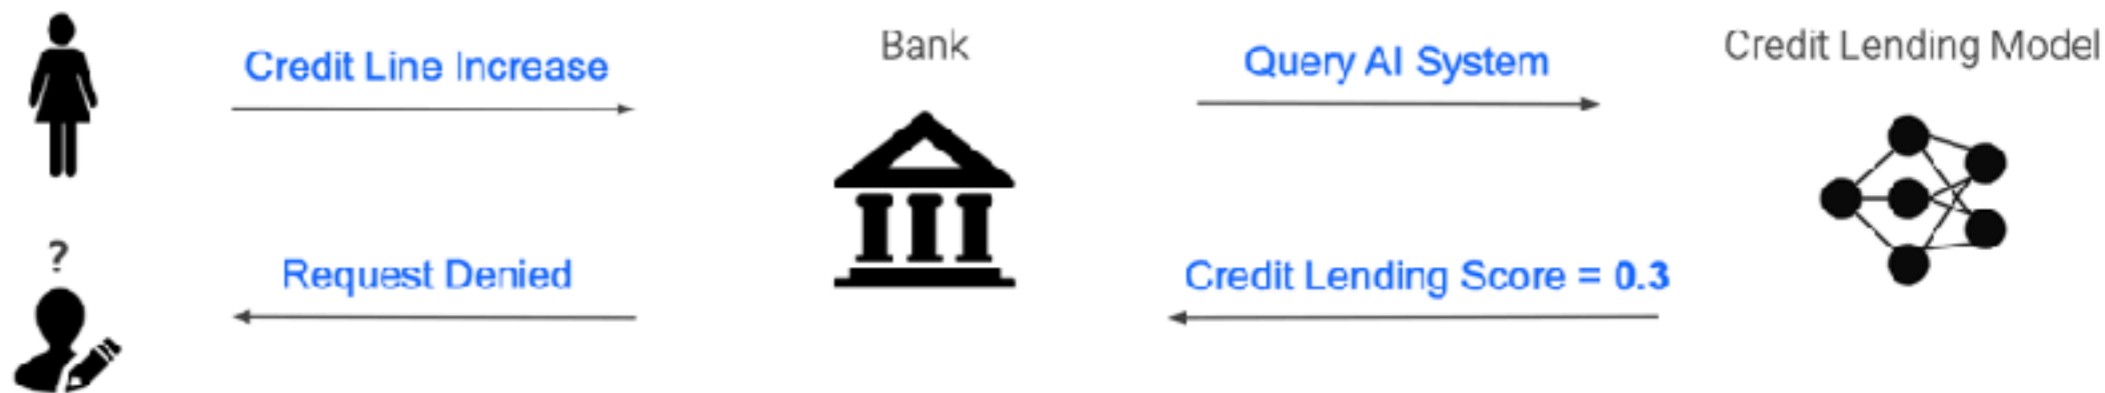 Credit Line Increase
Bank
Query AI System
Credit Lending Model
?
Request Denied
Credit Lending Score = 0.3